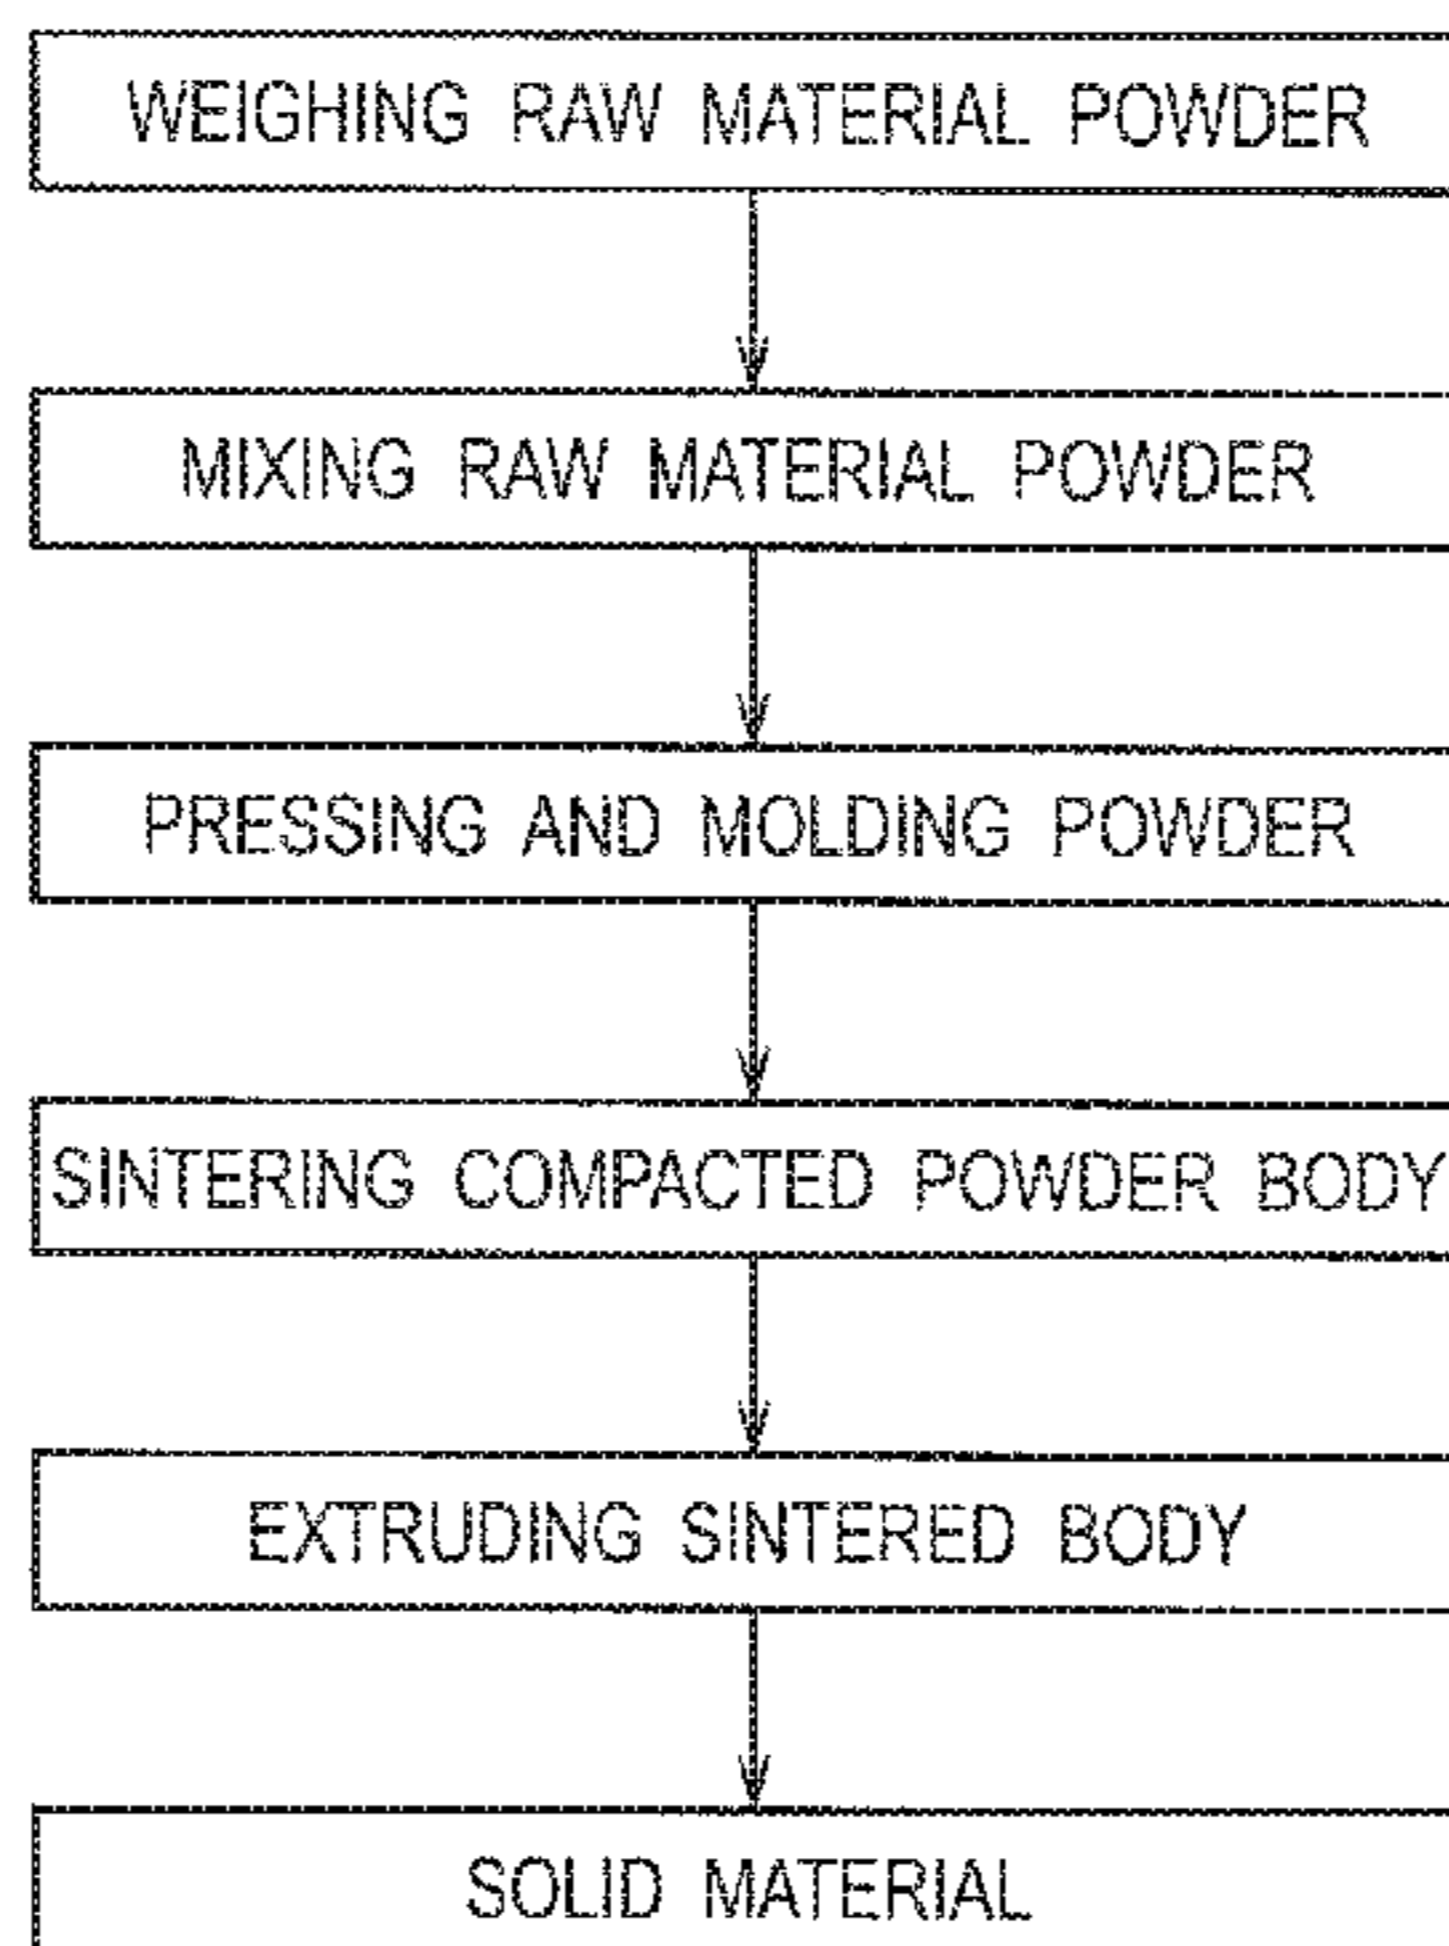 WEIGHING RAW MATERIAL POWDER
MIXING RAW MATERIAL POWDER
PRESSING AND MOLDING POWDER
SINTERING COMPACTED POWDER BODY
EXTRUDING SINTERED BODY
SOLID MATERIAL